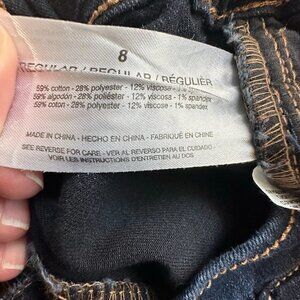 8
REGULAR / REGULAR / RÉGULIER
59% cotton - 28% polyester - 12% viscose - 1% spandex
59% algodón - 28% poliéster - 12% viscosa - 1% spandex
59% coton - 28% polyester - 12% viscose - 1% spandex
MADE IN CHINA - HECHO EN CHINA - FABRIQUÉ EN CHINE
SEE REVERSE FOR CARE - VER AL REVERSO PARA EL CUIDADO -
VOIR LES INSTRUCTIONS D'ENTRETIEN AU DOS